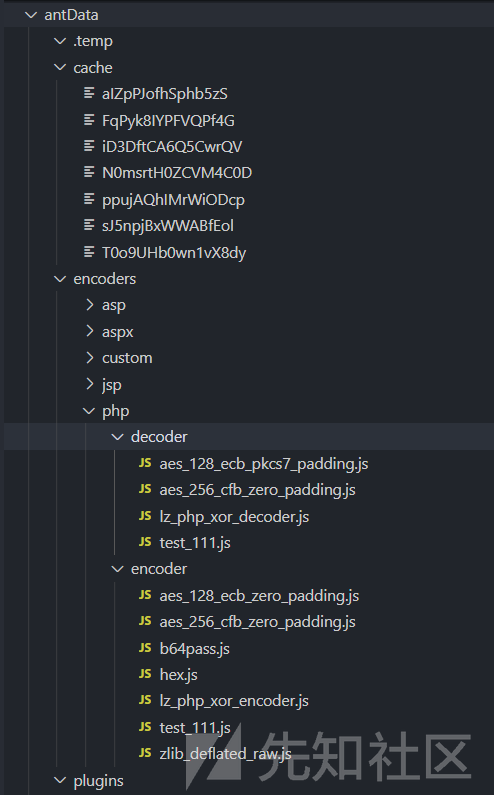 antData
.temp
cache
aIZpPJofhSphb5zS
FqPyk8IYPFVQPf4G
iD3DftCA6Q5CwrQV
N0msrtH0ZCVM4C0D
ppujAQhIMrWiODcp
sJ5npjBxWWABfEol
T0o9UHb0wn1vX8dy
encoders
asp
aspx
custom
jsp
php
decoder
JS aes_128_ecb_pkcs7_padding.js
JS aes_256_cfb_zero_padding.js
JS lz_php_xor_decoder.js
JS test_111.js
encoder
JS aes_128_ecb_zero_padding.js
JS aes_256_cfb_zero_padding.js
JS b64pass.js
JS hex.js
JS lz_php_xor_encoder.js
JS test_111.js
JS zlib_deflated_raw.js
先知社区
plugins